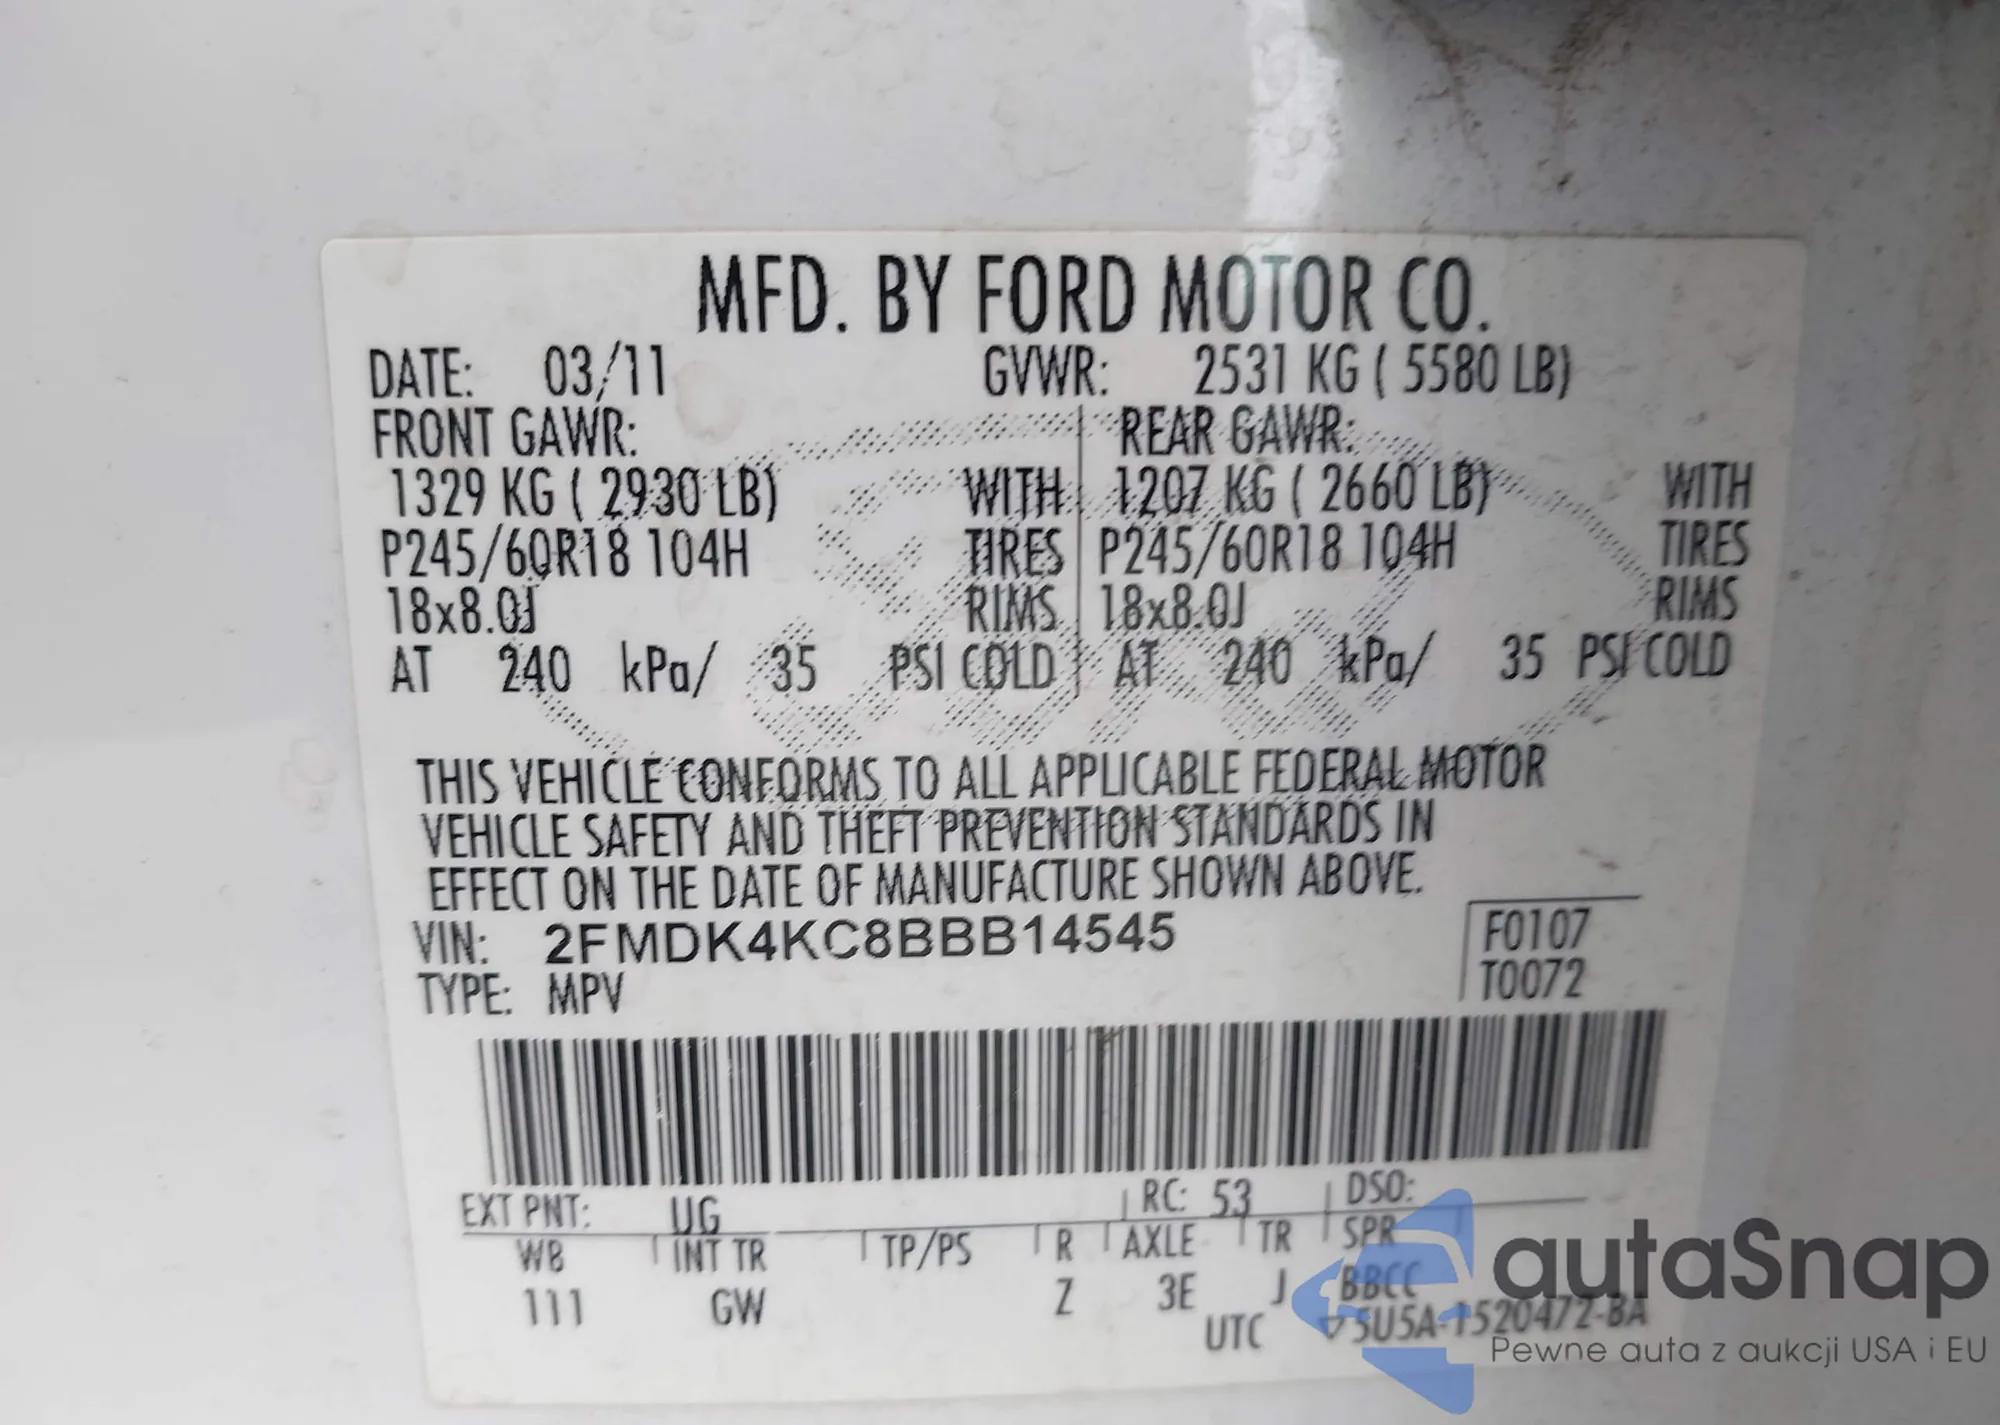 MFD. BY FORD MOTOR CO.
DATE: 03/11 GVWR: 2531 KG ( 5580 LB)
FRONT GAWR: REAR GAWR:
1329 KG ( 2930 LB) WITH 1207 KG ( 2660 LB) WITH
P245/60R18 104H TIRES P245/60R18 104H TIRES
18x8.0J RIMS 18x8.0J RIMS
AT 240 kPa/ 35 PSI COLD AT 240 kPa/ 35 PSI COLD
THIS VEHICLE CONFORMS TO ALL APPLICABLE FEDERAL MOTOR
VEHICLE SAFETY AND THEFT PREVENTION STANDARDS IN
EFFECT ON THE DATE OF MANUFACTURE SHOWN ABOVE.
VIN: 2FMDK4KC8BBB14545 F0107
TYPE: MPV T0072
EXT PNT: UG RC: 53 DSO:
WB INT TR TP/PS R AXLE TR SPR
111 GW Z 3E J BBCC
UTC ▽5U5A-1520472-BA
autaSnap
Pewne auta z aukcji USA i EU